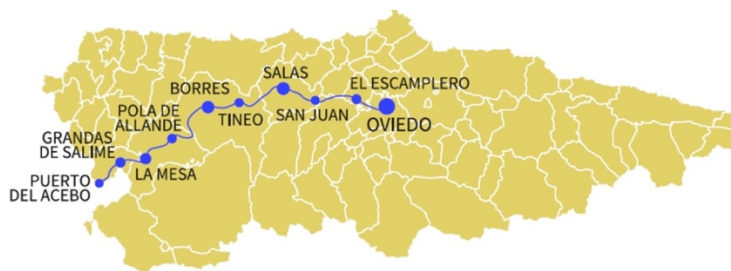 SALAS
EL ESCAMPLERO
BORRES
TINEO
SAN JUAN
OVIEDO
POLA DE
ALLANDE
GRANDAS
DE SALIME
LA MESA
PUERTO
DEL ACEBO